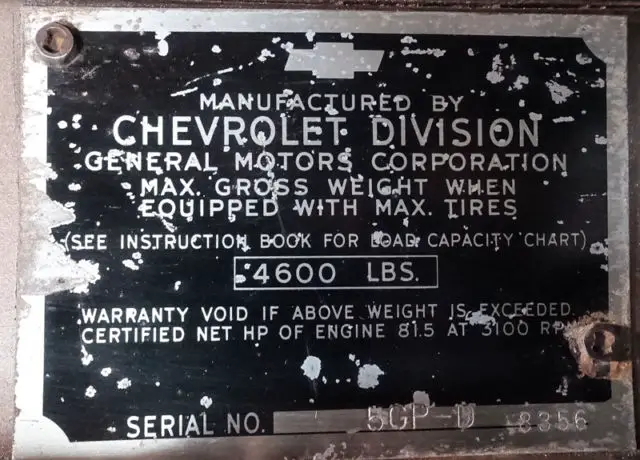 MANUFACTURED BY
CHEVROLET DIVISION
GENERAL MOTORS CORPORATION
MAX. GROSS WEIGHT WHEN
EQUIPPED WITH MAX. TIRES
(SEE INSTRUCTION BOOK FOR LOAD CAPACITY CHART)
4600 LBS.
WARRANTY VOID IF ABOVE WEIGHT IS EXCEEDED.
CERTIFIED NET HP OF ENGINE 81.5 AT 3100 RPM
SERIAL NO. 5GP-D 8356